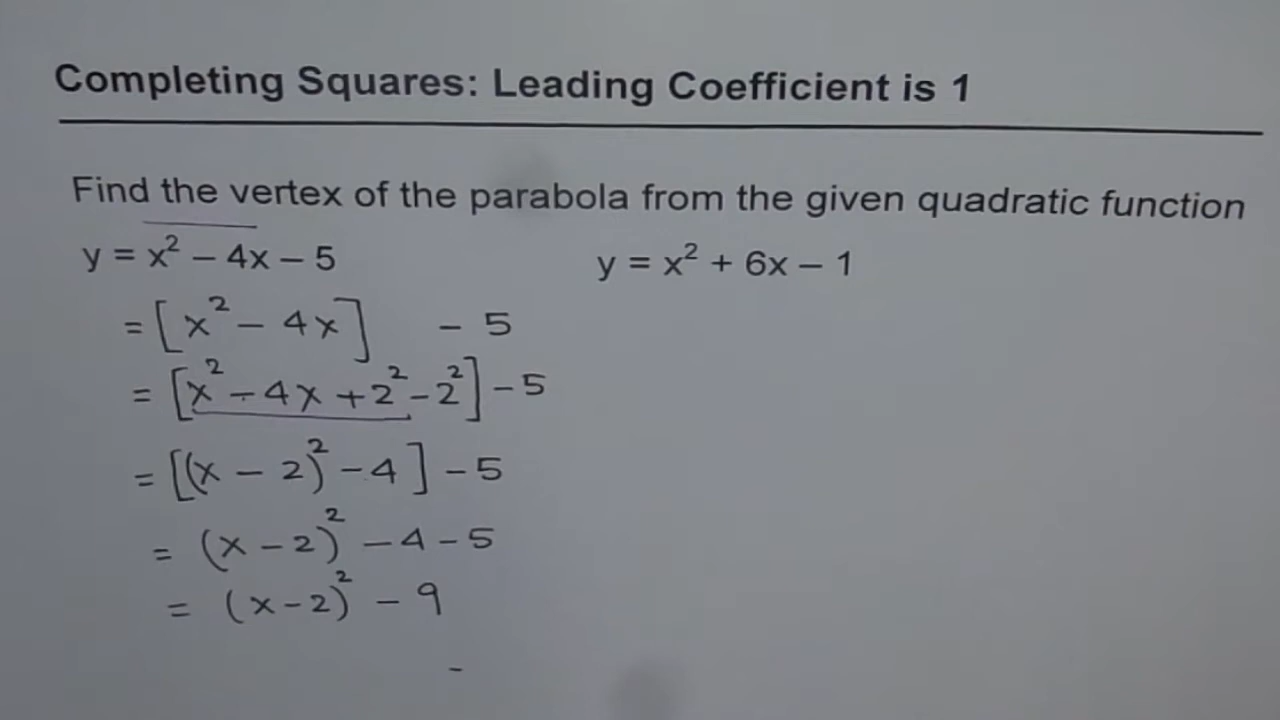 Completing Squares: Leading Coefficient is 1
Find the vertex of the parabola from the given quadratic function
y = x² – 4x – 5
= [x² – 4x] – 5
= [x² – 4x + 2² – 2²] – 5
= [(x – 2)² – 4] – 5
= (x – 2)² – 4 – 5
= (x – 2)² – 9
y = x² + 6x – 1